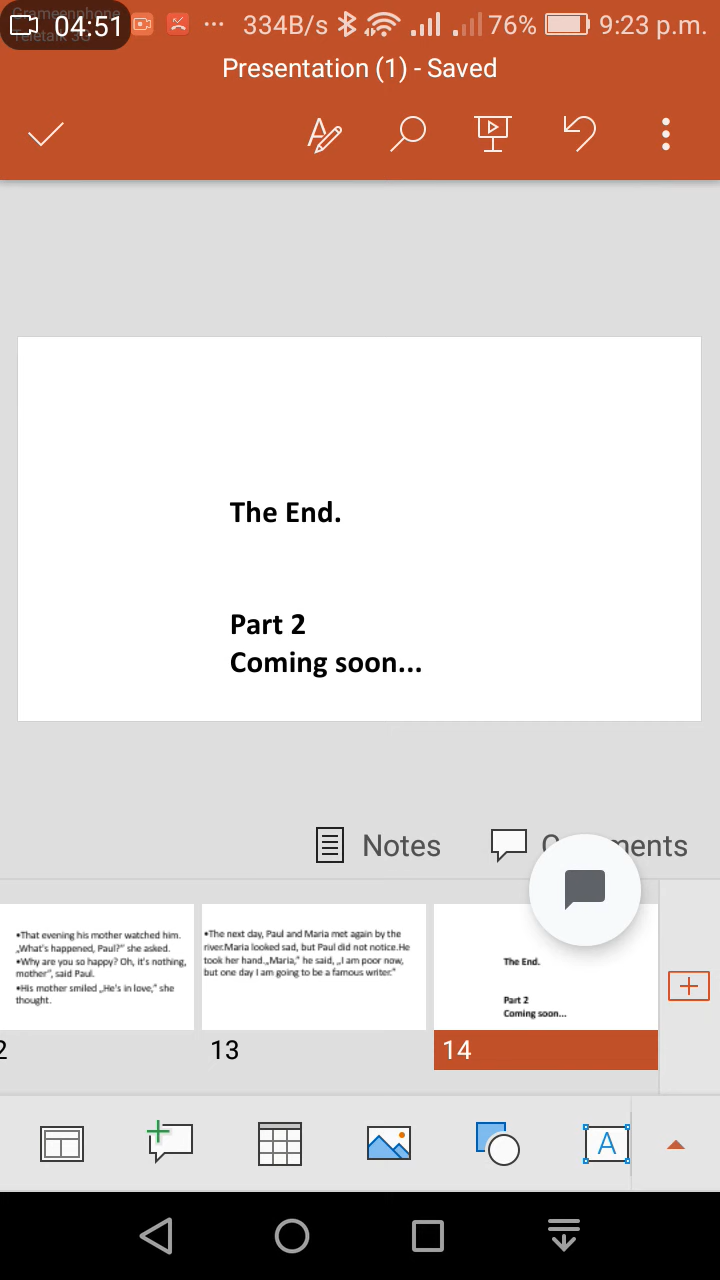 Grameenphone
Teletalk 3G
04:51
334B/s
76%
9:23 p.m.
Presentation (1) - Saved
The End.
Part 2
Coming soon...
Notes
•That evening his mother watched him.
„What's happened, Paul?" she asked.
•Why are you so happy? Oh, it's nothing,
mother", said Paul.
•His mother smiled „He's in love," she
thought.
•The next day, Paul and Maria met again by the
river.Maria looked sad, but Paul did not notice.He
took her hand.„Maria," he said, „I am poor now,
but one day I am going to be a famous writer."
The End.
Part 2
Coming soon...
2
13
14
A